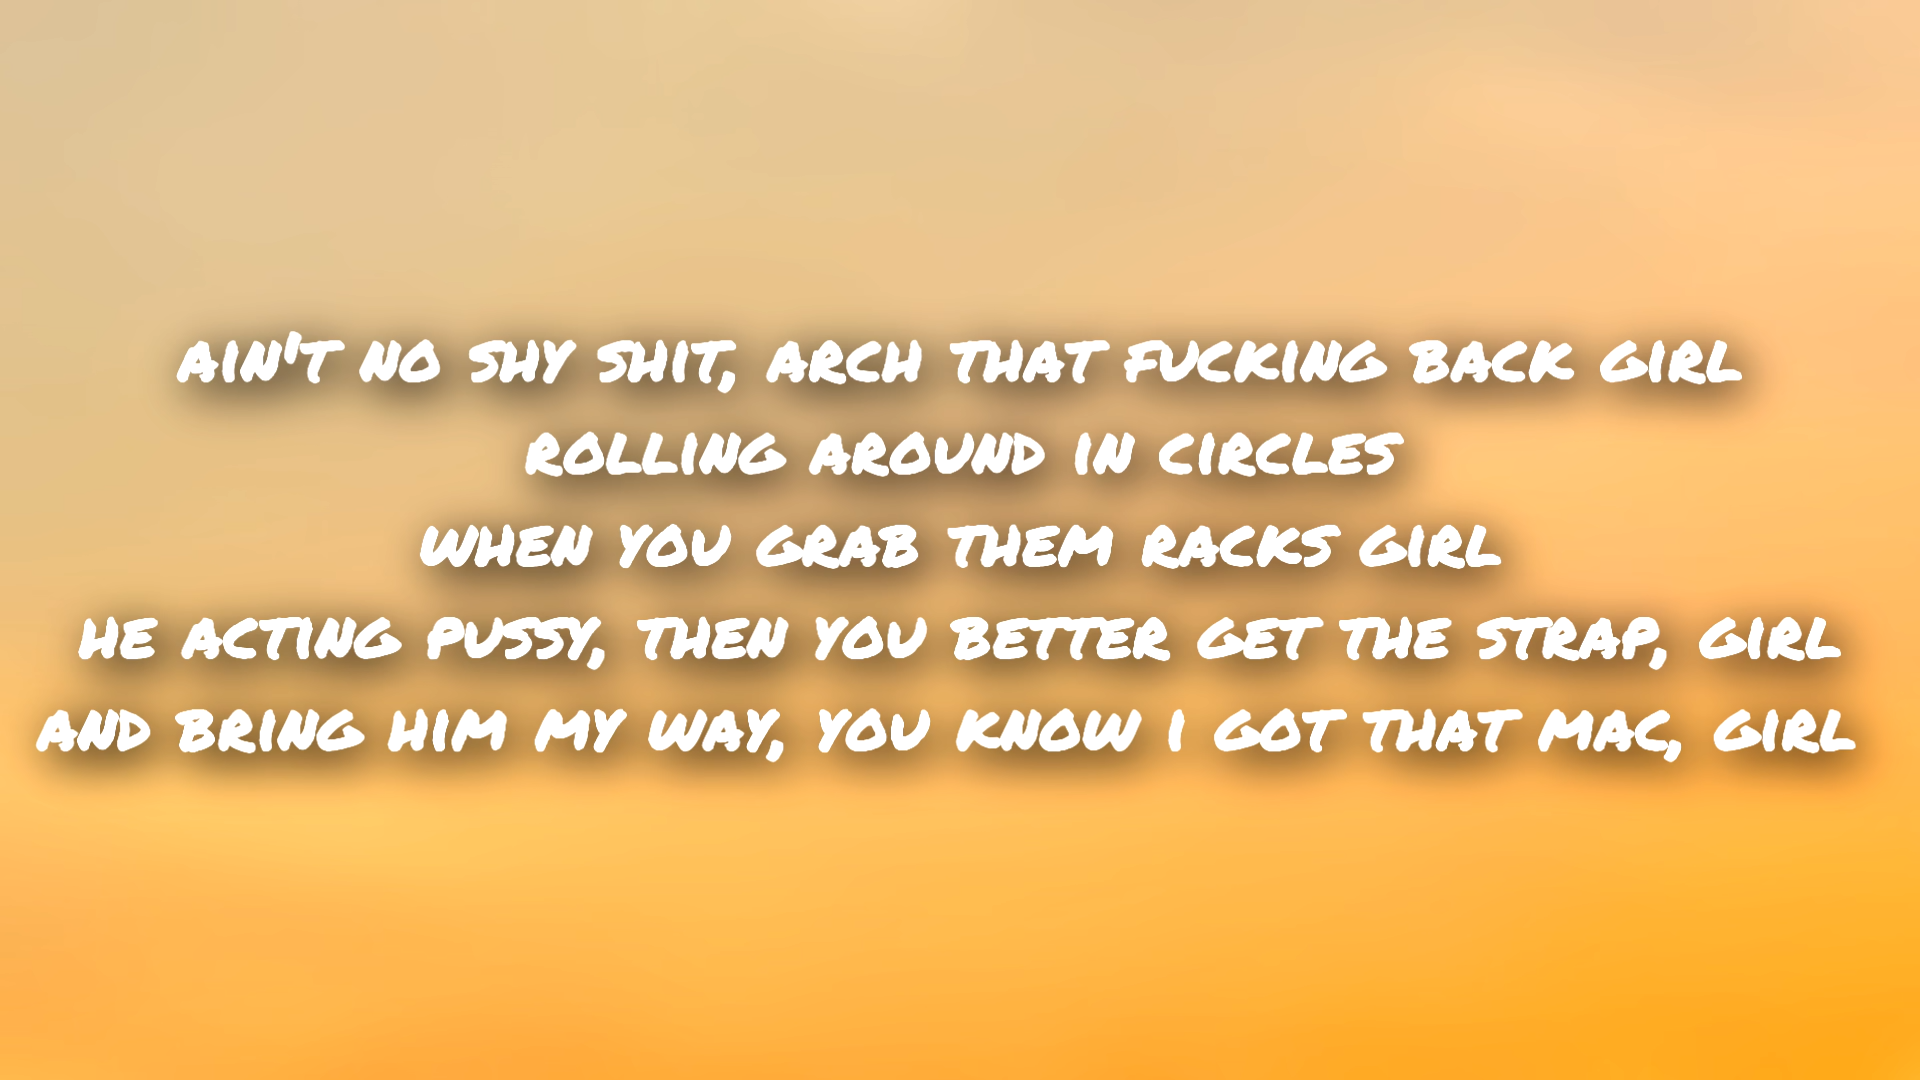 AIN'T NO SHY SHIT, ARCH THAT FUCKING BACK GIRL
ROLLING AROUND IN CIRCLES
WHEN YOU GRAB THEM RACKS GIRL
HE ACTING PUSSY, THEN YOU BETTER GET THE STRAP, GIRL
AND BRING HIM MY WAY, YOU KNOW I GOT THAT MAC, GIRL